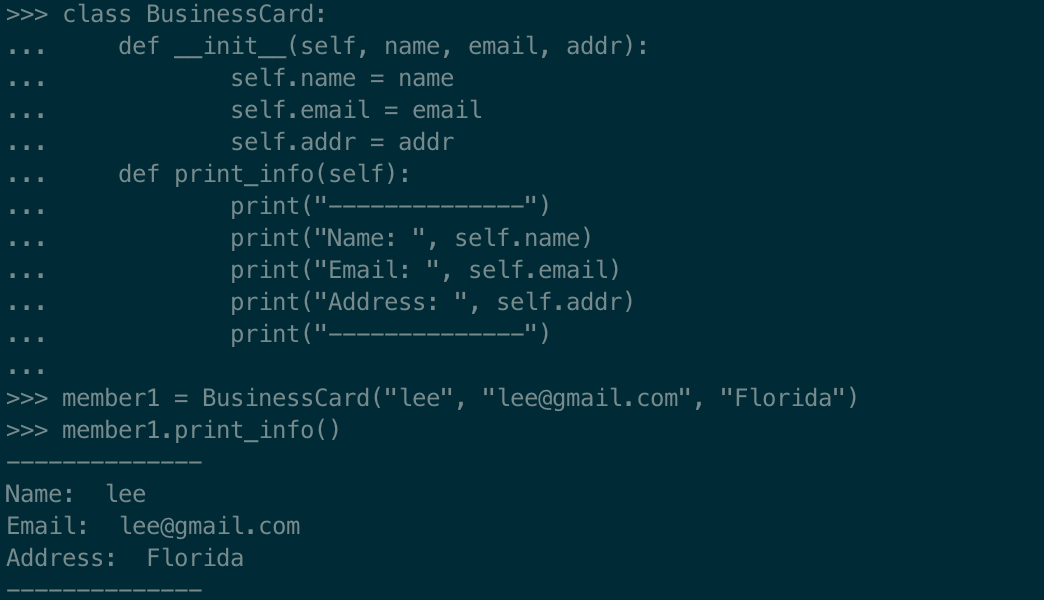 >>> class BusinessCard:
...     def __init__(self, name, email, addr):
...             self.name = name
...             self.email = email
...             self.addr = addr
...     def print_info(self):
...             print("--------------")
...             print("Name: ", self.name)
...             print("Email: ", self.email)
...             print("Address: ", self.addr)
...             print("--------------")
...
>>> member1 = BusinessCard("lee", "lee@gmail.com", "Florida")
>>> member1.print_info()
--------------
Name:  lee
Email:  lee@gmail.com
Address:  Florida
--------------